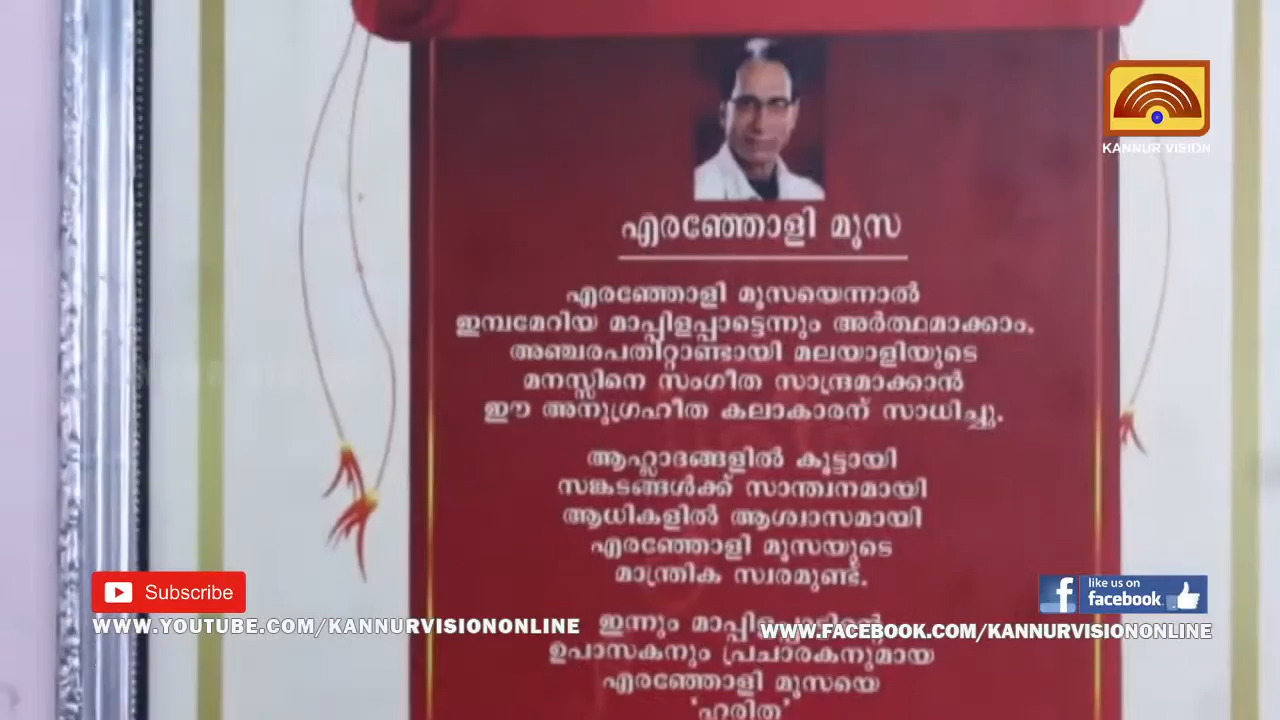 KANNUR VISION
എരഞ്ഞോളി മൂസ
എരഞ്ഞോളി മൂസയെന്നാൽ
ഇമ്പമേറിയ മാപ്പിളപ്പാട്ടെന്നും അർത്ഥമാക്കാം.
അഞ്ചരപതിറ്റാണ്ടായി മലയാളിയുടെ
മനസ്സിനെ സംഗീത സാന്ദ്രമാക്കാൻ
ഈ അനുഗ്രഹീത കലാകാരന് സാധിച്ചു.
ആഹ്ലാദങ്ങളിൽ കൂട്ടായി
സങ്കടങ്ങൾക്ക് സാന്ത്വനമായി
ആധികളിൽ ആശ്വാസമായി
എരഞ്ഞോളി മൂസയുടെ
മാന്ത്രിക സ്വരമുണ്ട്.
ഇന്നും
ഉപാസകനും പ്രചാരകനുമായ
എരഞ്ഞോളി മൂസയെ
'ഹരിത'
Subscribe
WWW.YOUTUBE.COM/KANNURVISIONONLINE
like us on
facebook
WWW.FACEBOOK.COM/KANNURVISIONONLINE